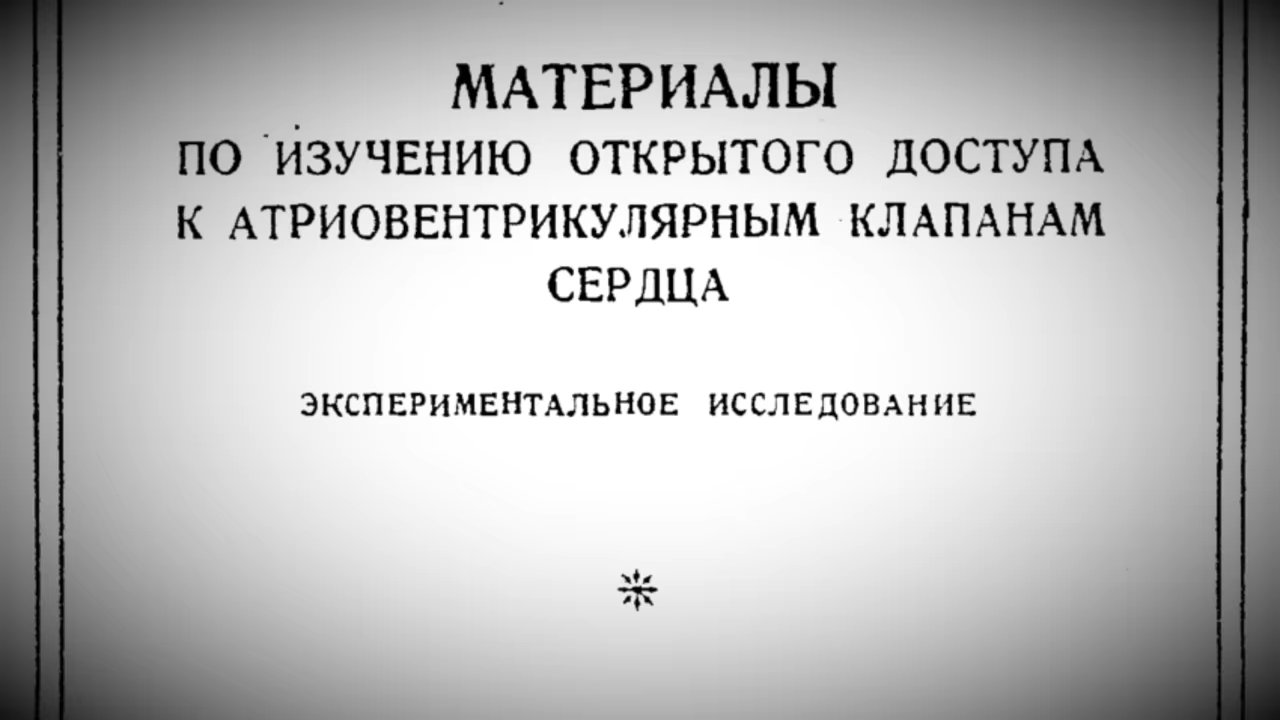 МАТЕРИАЛЫ
ПО ИЗУЧЕНИЮ ОТКРЫТОГО ДОСТУПА
К АТРИОВЕНТРИКУЛЯРНЫМ КЛАПАНАМ
СЕРДЦА
ЭКСПЕРИМЕНТАЛЬНОЕ ИССЛЕДОВАНИЕ